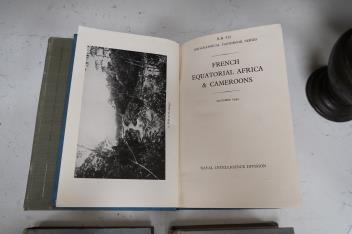 B.R. 515
GEOGRAPHICAL HANDBOOK SERIES
FRENCH
EQUATORIAL AFRICA
& CAMEROONS
NAVAL INTELLIGENCE DIVISION